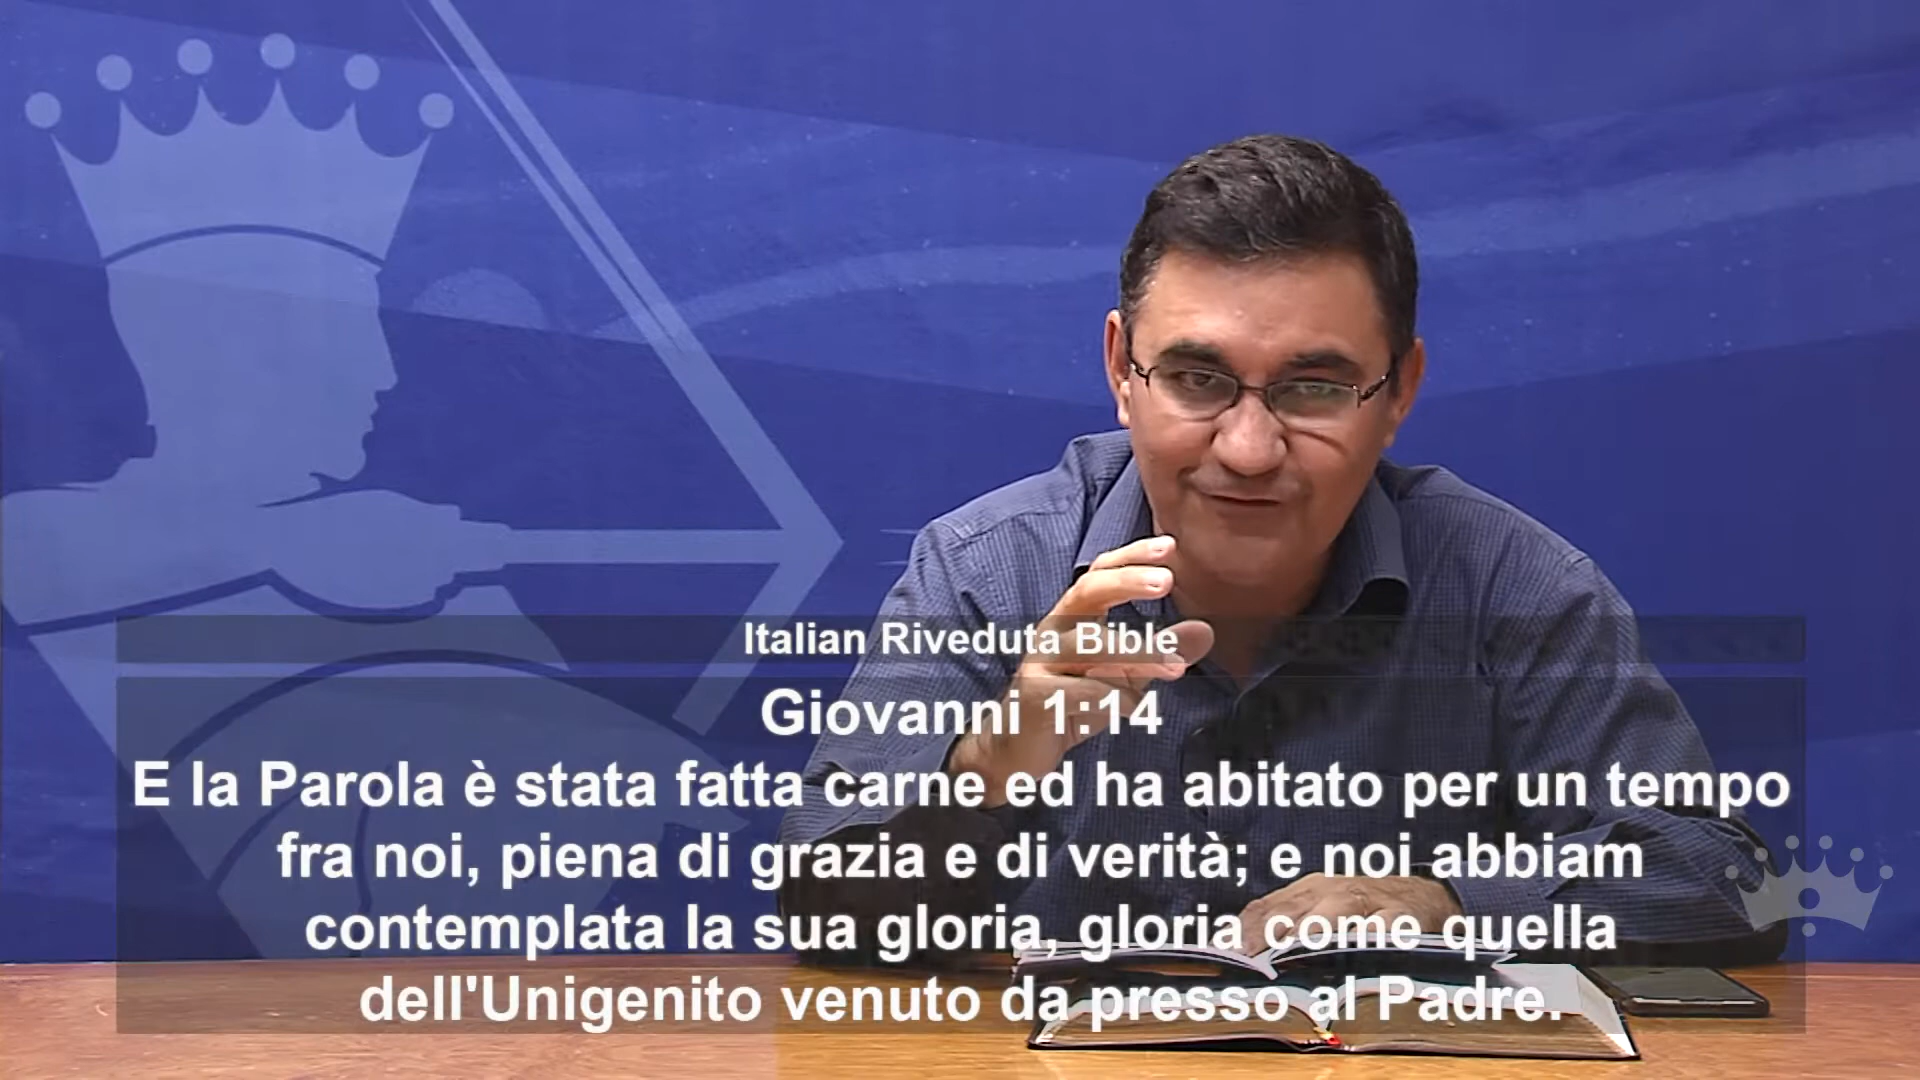 Italian Riveduta Bible
Giovanni 1:14
E la Parola è stata fatta carne ed ha abitato per un tempo
fra noi, piena di grazia e di verità; e noi abbiam
contemplata la sua gloria, gloria come quella
dell'Unigenito venuto da presso al Padre.